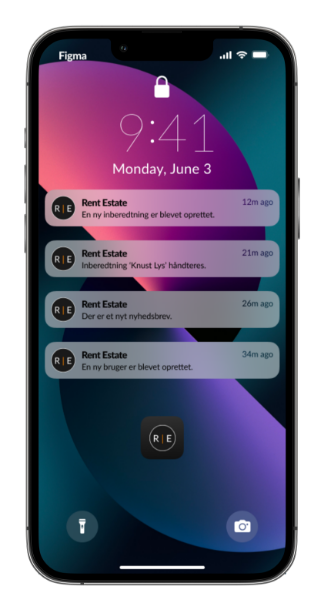 Figma
9:41
Monday, June 3
R|E
Rent Estate
12m ago
En ny inberedtning er blevet oprettet.
R|E
Rent Estate
21m ago
Inberedtning 'Knust Lys' håndteres.
R|E
Rent Estate
26m ago
Der er et nyt nyhedsbrev.
R|E
Rent Estate
34m ago
En ny bruger er blevet oprettet.
R|E